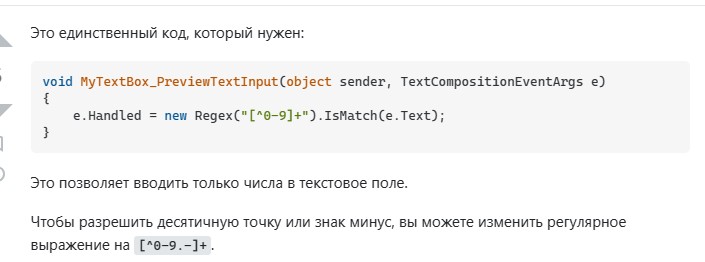 Это единственный код, который нужен:
void MyTextBox_PreviewTextInput(object sender, TextCompositionEventArgs e)
{
    e.Handled = new Regex("[^0-9]+").IsMatch(e.Text);
}
Это позволяет вводить только числа в текстовое поле.
Чтобы разрешить десятичную точку или знак минус, вы можете изменить регулярное
выражение на [^0-9.-]+.